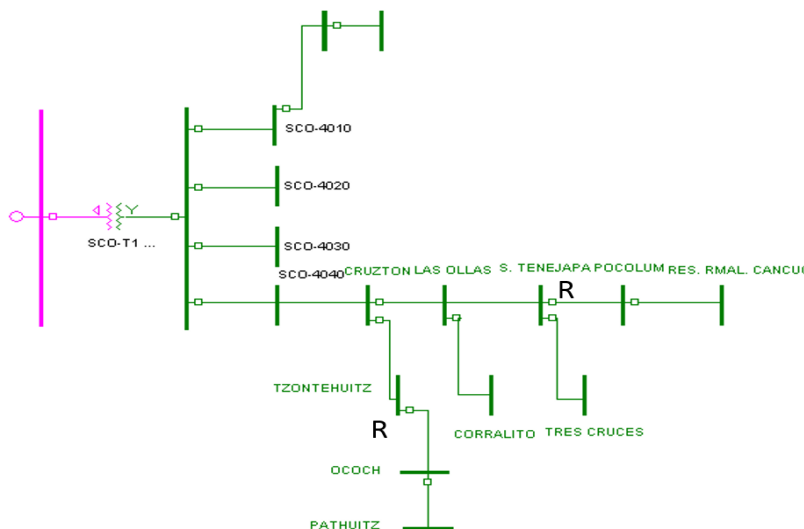 SCO-4010
SCO-4020
SCO-T1 ...
SCO-4030
SCO-4040
CRUZTON
LAS OLLAS
S. TENEJAPA
POCOLUM
RES. RMAL. CANCUC
R
TZONTEHUITZ
R
CORRALITO
TRES CRUCES
OCOCH
PATHUITZ